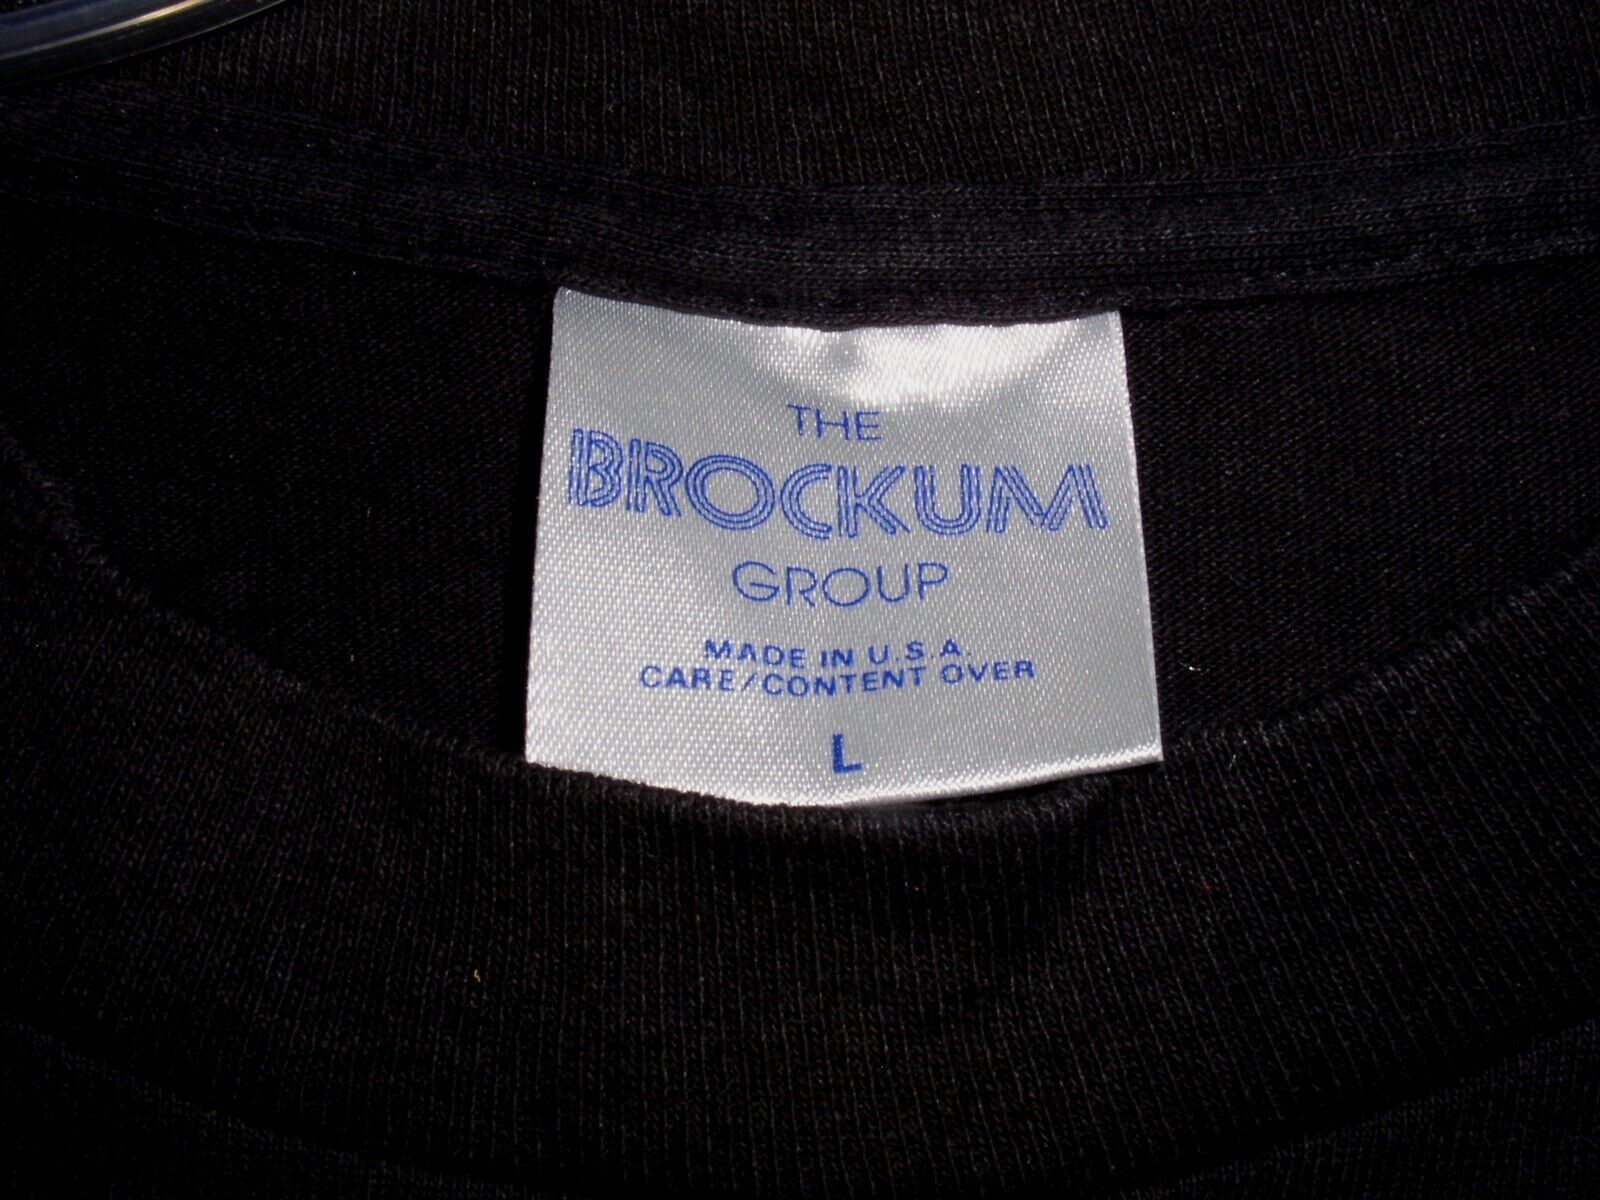 THE
BROCKUM
GROUP
MADE IN U.S.A.
CARE/CONTENT OVER
L